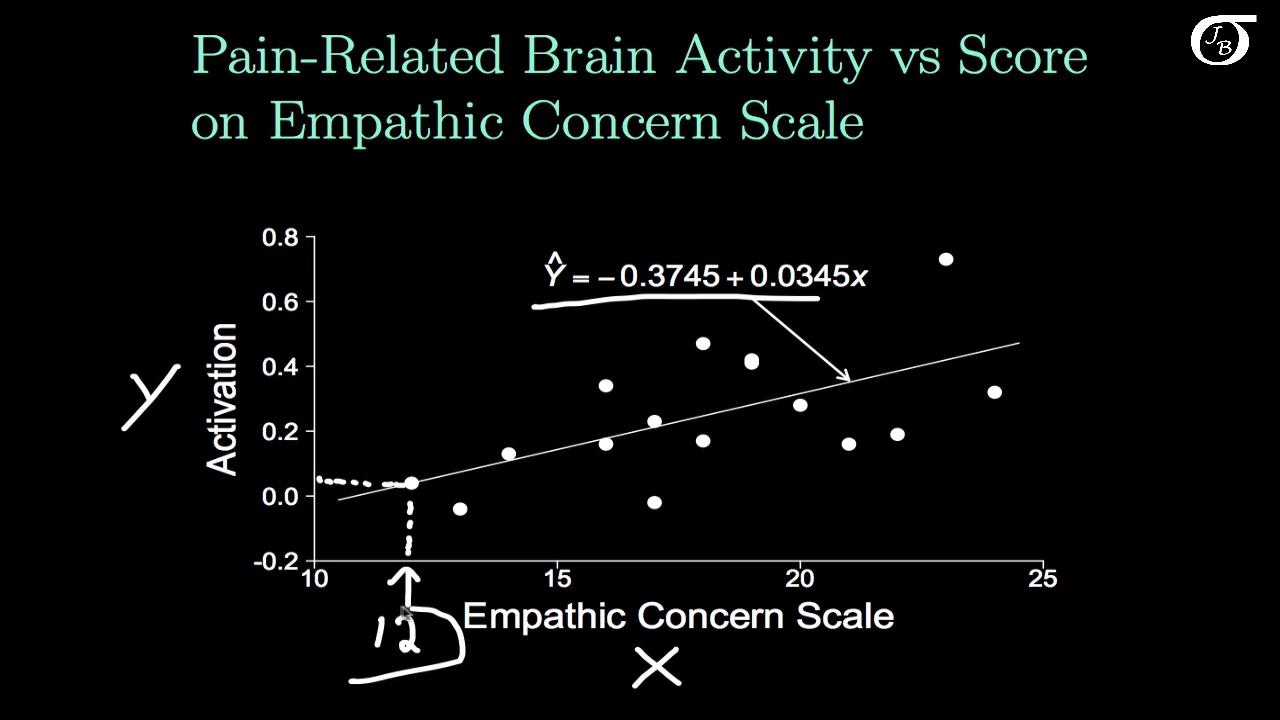 Pain-Related Brain Activity vs Score
on Empathic Concern Scale
JB
0.8
0.6
0.4
0.2
0.0
-0.2
Activation
Y
Ŷ = − 0.3745 + 0.0345x
10 15 20 25
12
Empathic Concern Scale
X